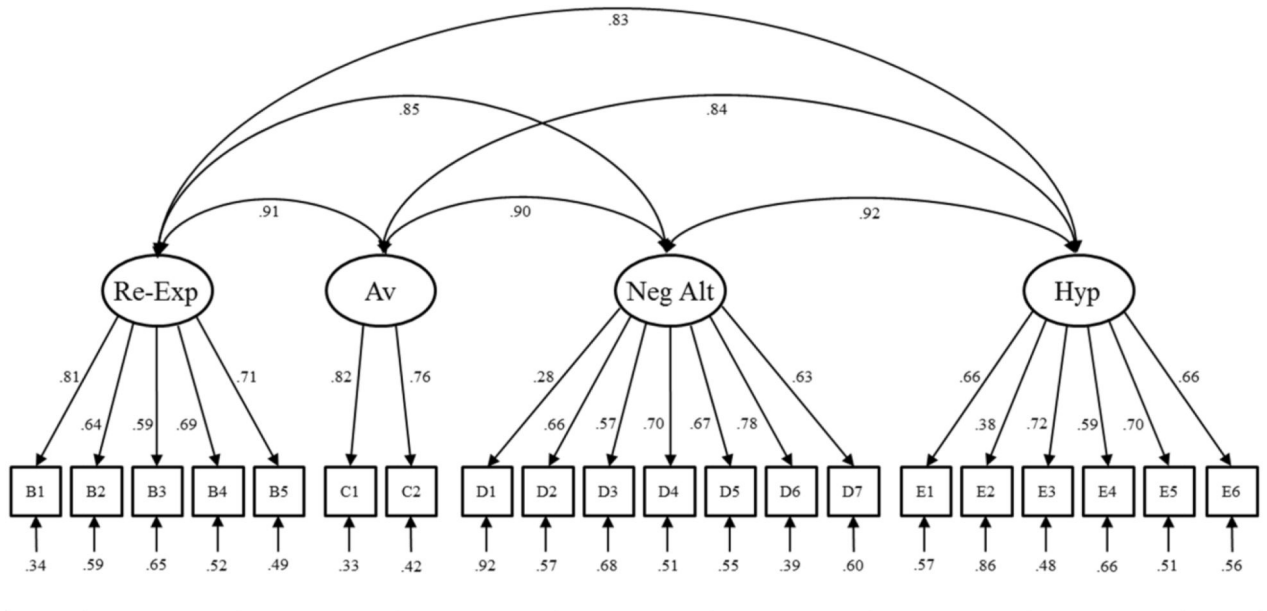 .83
.85 .84
.91 .90 .92
Re-Exp Av Neg Alt Hyp
.81 .71 .82 .76 .28 .63 .66 .66
.64 .59 .69 .66 .57 .70 .67 .78 .38 .72 .59 .70
B1 B2 B3 B4 B5 C1 C2 D1 D2 D3 D4 D5 D6 D7 E1 E2 E3 E4 E5 E6
.34 .59 .65 .52 .49 .33 .42 .92 .57 .68 .51 .55 .39 .60 .57 .86 .48 .66 .51 .56